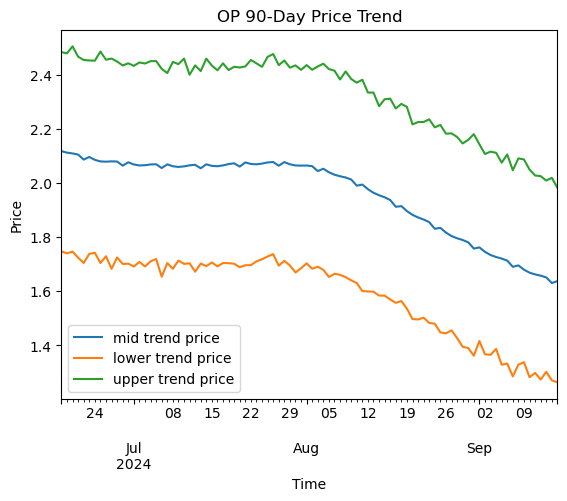 OP 90-Day Price Trend
Price
2.4
2.2
2.0
1.8
1.6
1.4
mid trend price
lower trend price
upper trend price
24 08 15 22 29 05 12 19 26 02 09
Jul Aug Sep
2024
Time